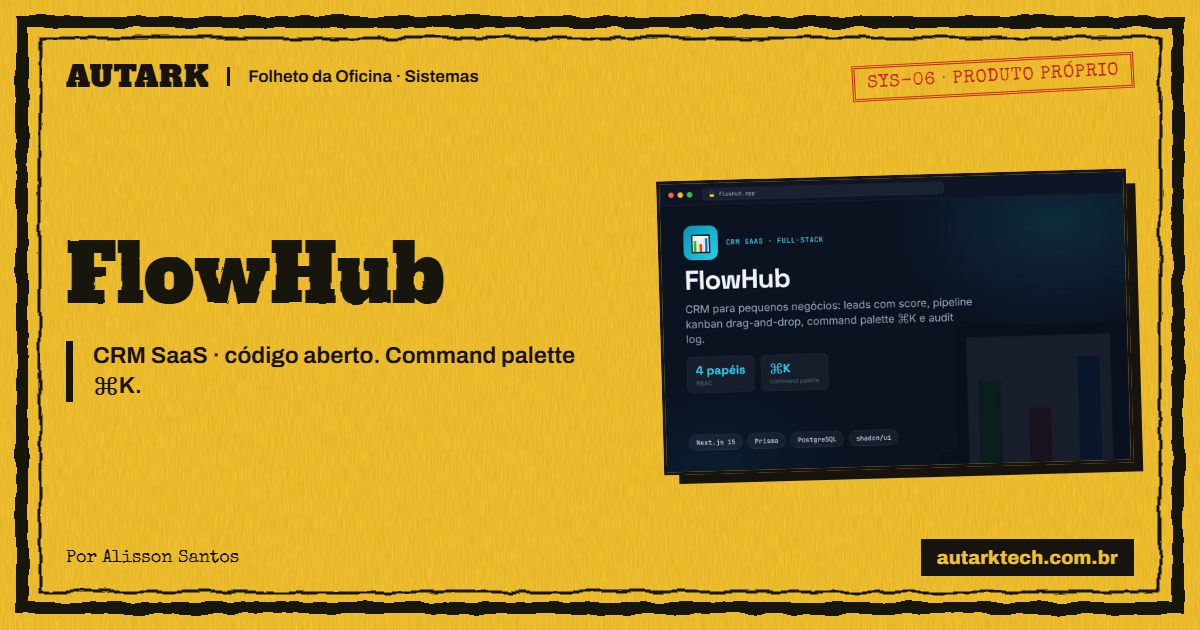 AUTARK
Folheto da Oficina · Sistemas
SYS-06 · PRODUTO PRÓPRIO
FlowHub
CRM SaaS · código aberto. Command palette
⌘K.
flowhub.app
CRM SAAS · FULL-STACK
FlowHub
CRM para pequenos negócios: leads com score, pipeline
kanban drag-and-drop, command palette ⌘K e audit
log.
4 papéis
RBAC
⌘K
command palette
Next.js 15
Prisma
PostgreSQL
shadcn/ui
Por Alisson Santos
autarktech.com.br